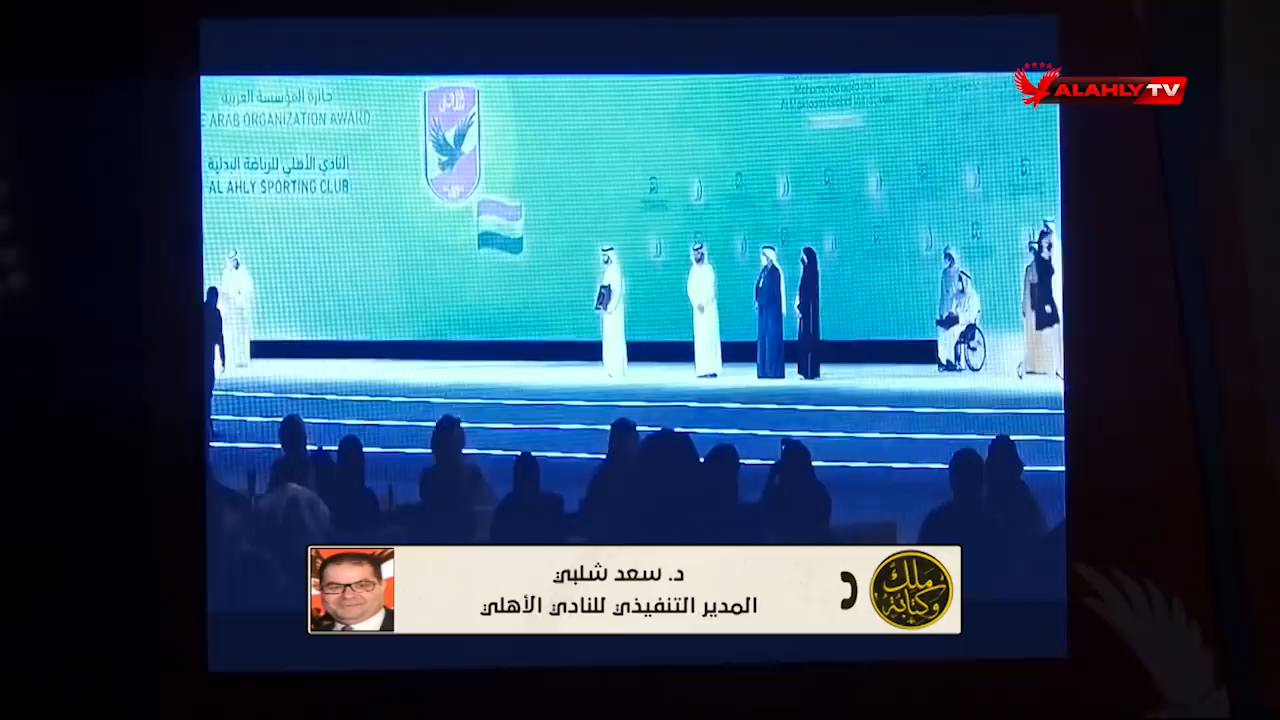 جائزة المؤسسة العربية
E ARAB ORGANIZATION AWARD
النادي الأهلي للرياضة البدنية
AL AHLY SPORTING CLUB
الأهلي
ALAHLY TV
د. سعد شلبي
المدير التنفيذي للنادي الأهلي
ملك
وكتابة